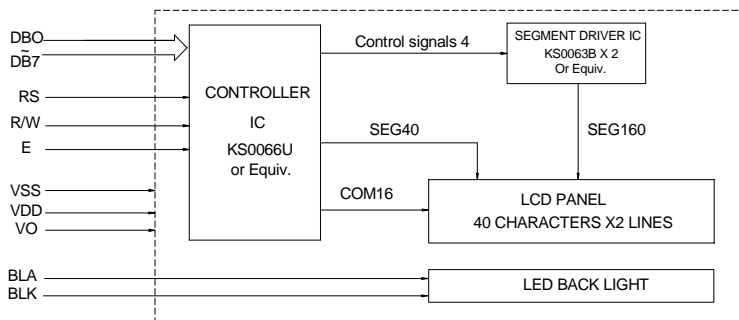 DBO
~
DB7
RS
R/W
E
VSS
VDD
VO
BLA
BLK
CONTROLLER
IC
KS0066U
or Equiv.
Control signals 4
SEG40
COM16
SEGMENT DRIVER IC
KS0063B X 2
Or Equiv.
SEG160
LCD PANEL
40 CHARACTERS X2 LINES
LED BACK LIGHT